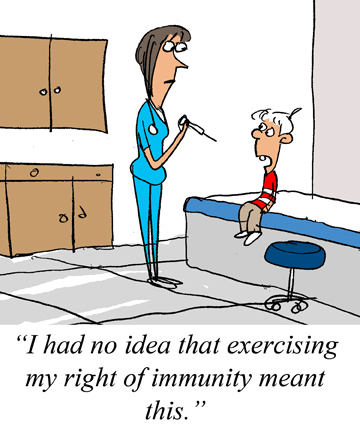 “I had no idea that exercising
my right of immunity meant
this.”